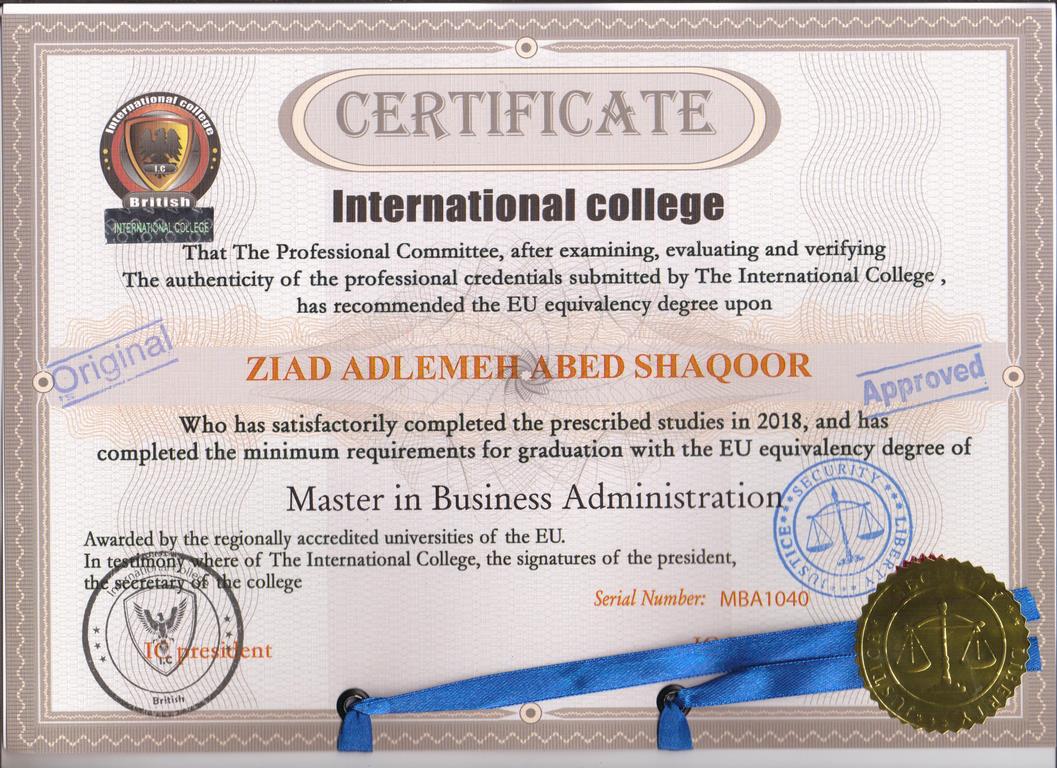 CERTIFICATE
International college
I.C
British
INTERNATIONAL COLLEGE
International college
That The Professional Committee, after examining, evaluating and verifying
The authenticity of the professional credentials submitted by The International College ,
has recommended the EU equivalency degree upon
Original
ZIAD ADLEMEH ABED SHAQOOR
Approved
Who has satisfactorily completed the prescribed studies in 2018, and has
completed the minimum requirements for graduation with the EU equivalency degree of
Master in Business Administration
SECURITY LIBERTY JUSTICE
Awarded by the regionally accredited universities of the EU.
In testimony where of The International College, the signatures of the president,
the secretary of the college
International College
I.C
British
Serial Number: MBA1040
IC president
SECURITY LIBERTY JUSTICE